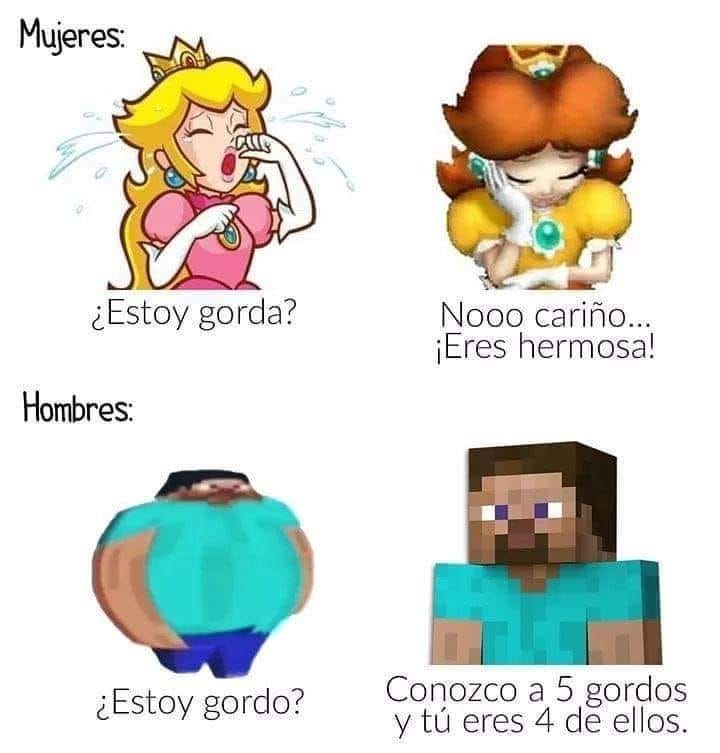 Mujeres:
¿Estoy gorda?
Nooo cariño...
¡Eres hermosa!
Hombres:
¿Estoy gordo?
Conozco a 5 gordos
y tú eres 4 de ellos.